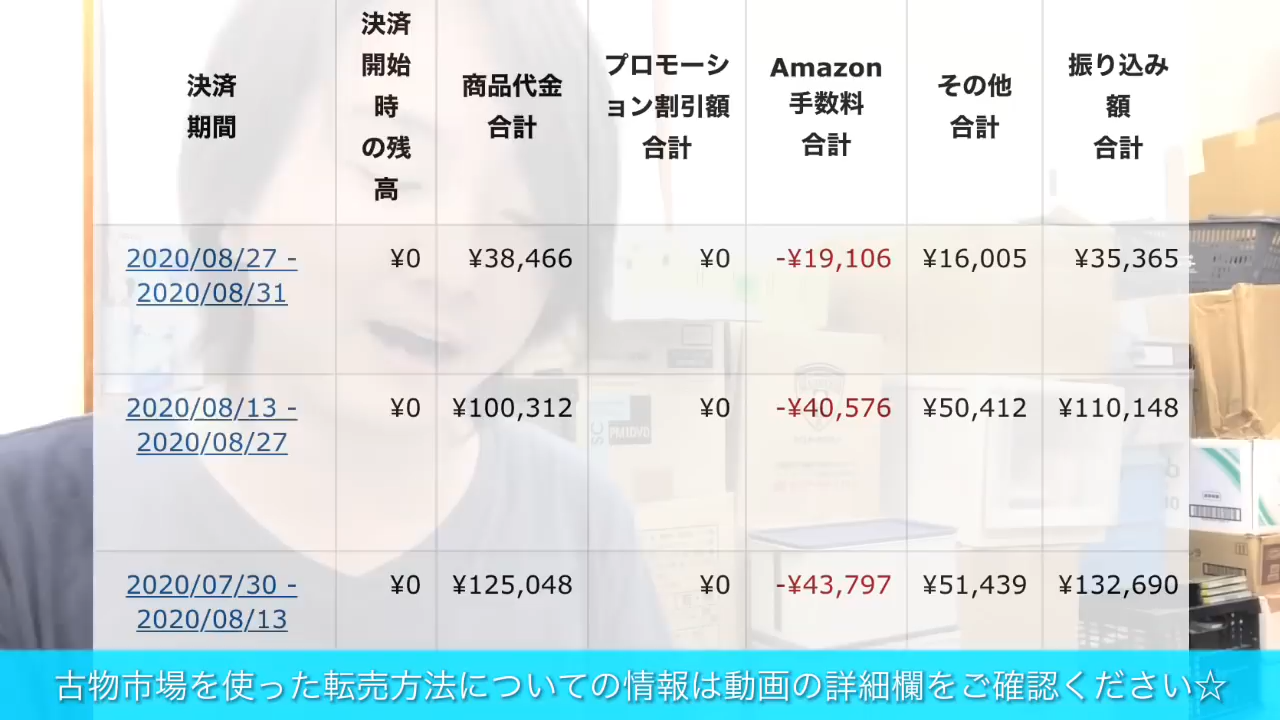 決済
期間
決済
開始
時
の残
高
商品代金
合計
プロモーシ
ョン割引額
合計
Amazon
手数料
合計
その他
合計
振り込み
額
合計
2020/08/27 -
2020/08/31
¥0
¥38,466
¥0
-¥19,106
¥16,005
¥35,365
2020/08/13 -
2020/08/27
¥0
¥100,312
¥0
-¥40,576
¥50,412
¥110,148
2020/07/30 -
2020/08/13
¥0
¥125,048
¥0
-¥43,797
¥51,439
¥132,690
古物市場を使った転売方法についての情報は動画の詳細欄をご確認ください☆